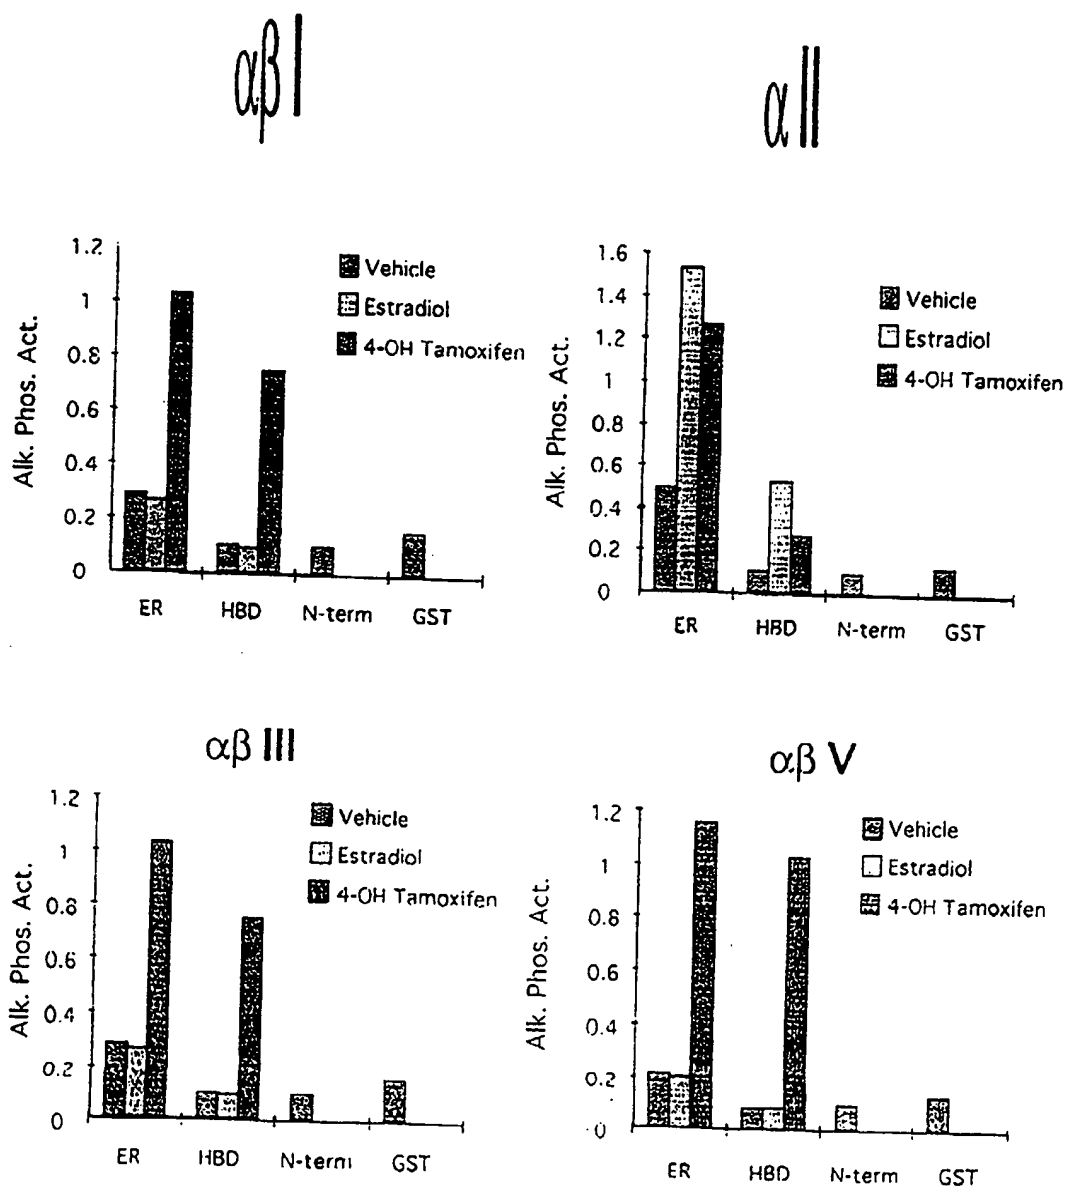 αβ I
1.2
1
0.8
0.6
0.4
0.2
0
Alk. Phos. Act.
Vehicle
Estradiol
4-OH Tamoxifen
ER HBD N-term GST
α II
1.6
1.4
1.2
1
0.8
0.6
0.4
0.2
0
Alk. Phos. Act.
Vehicle
Estradiol
4-OH Tamoxifen
ER HBD N-term GST
αβ III
1.2
1
0.8
0.6
0.4
0.2
0
Alk. Phos. Act.
Vehicle
Estradiol
4-OH Tamoxifen
ER HBD N-term GST
αβ V
1.2
1
0.8
0.6
0.4
0.2
0
Alk. Phos. Act.
Vehicle
Estradiol
4-OH Tamoxifen
ER HBD N-term GST